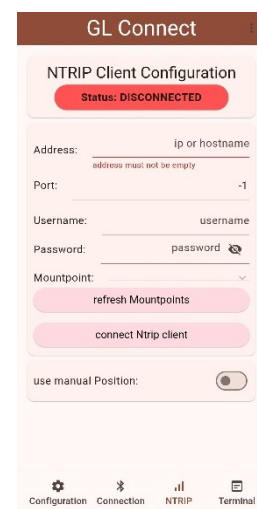 GL Connect
NTRIP Client Configuration
Status: DISCONNECTED
Address: ip or hostname
address must not be empty
Port: -1
Username: username
Password: password
Mountpoint:
refresh Mountpoints
connect Ntrip client
use manual Position:
Configuration Connection NTRIP Terminal